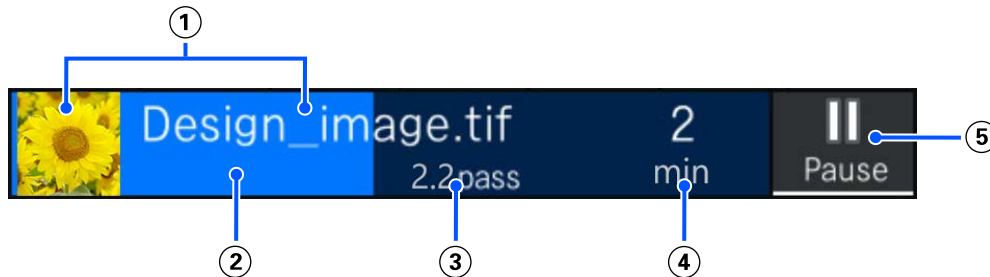 ①
Design_image.tif 2
2.2pass min
Pause
⑤
② ③ ④